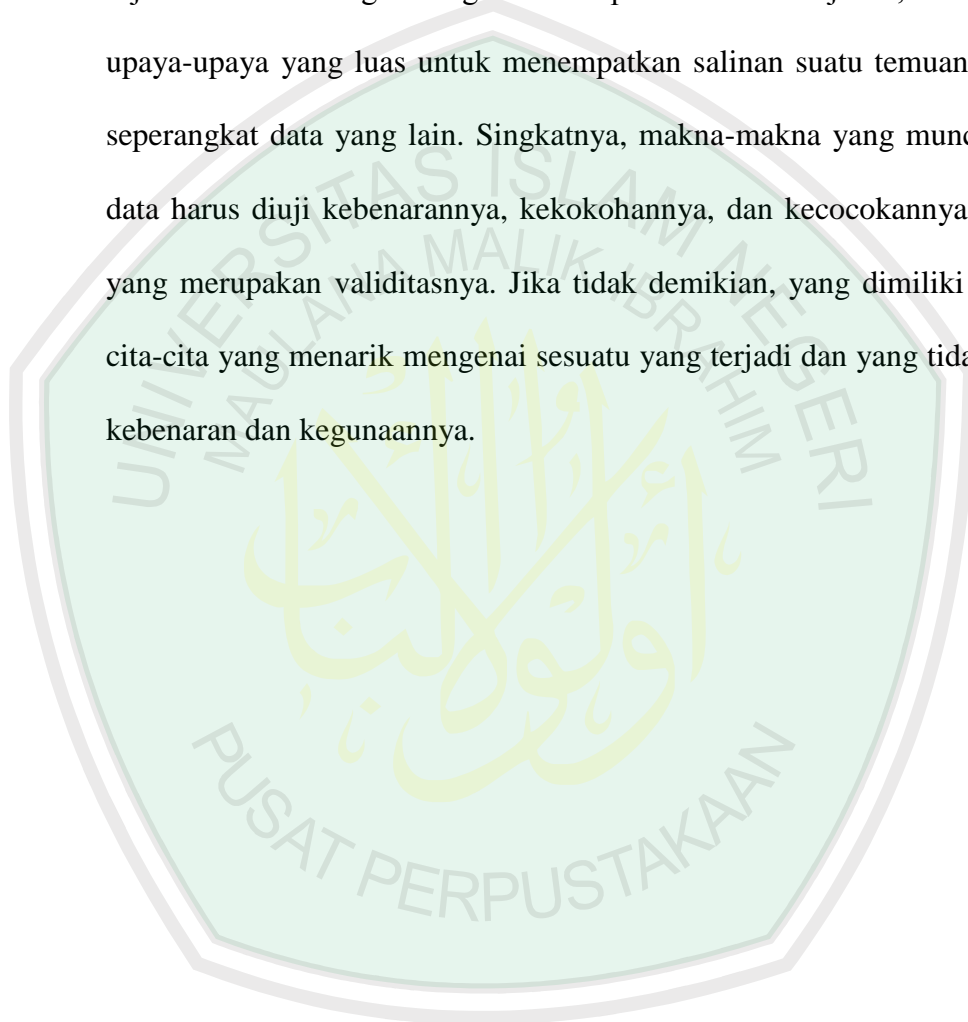 upaya-upaya yang luas untuk menempatkan salinan suatu temuan
seperangkat data yang lain. Singkatnya, makna-makna yang
data harus diuji kebenarannya, kekokohannya, dan kecocokannya
yang merupakan validitasnya. Jika tidak demikian, yang dimiliki
cita-cita yang menarik mengenai sesuatu yang terjadi dan yang
kebenaran dan kegunaannya.
UNIVERSITAS ISLAM NEGERI
MAULANA MALIK IBRAHIM
أولوا الألباب
PUSAT PERPUSTAKAAN